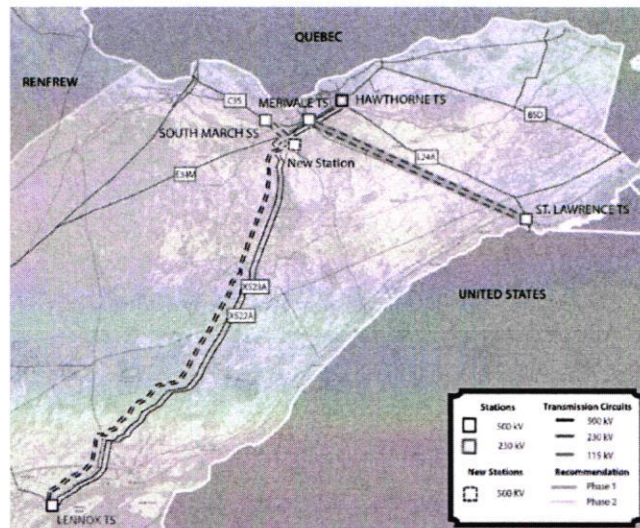 QUEBEC
RENFREW
C3S
MERIVALE TS
HAWTHORNE TS
SOUTH MARCH SS
B5D
New Station
L24A
E34M
ST. LAWRENCE TS
X523A
UNITED STATES
X522A
LENNOX TS
Stations
500 kV
230 kV
New Stations
500 KV
Transmission Circuits
500 kV
230 kV
115 kV
Recommendation
Phase 1
Phase 2